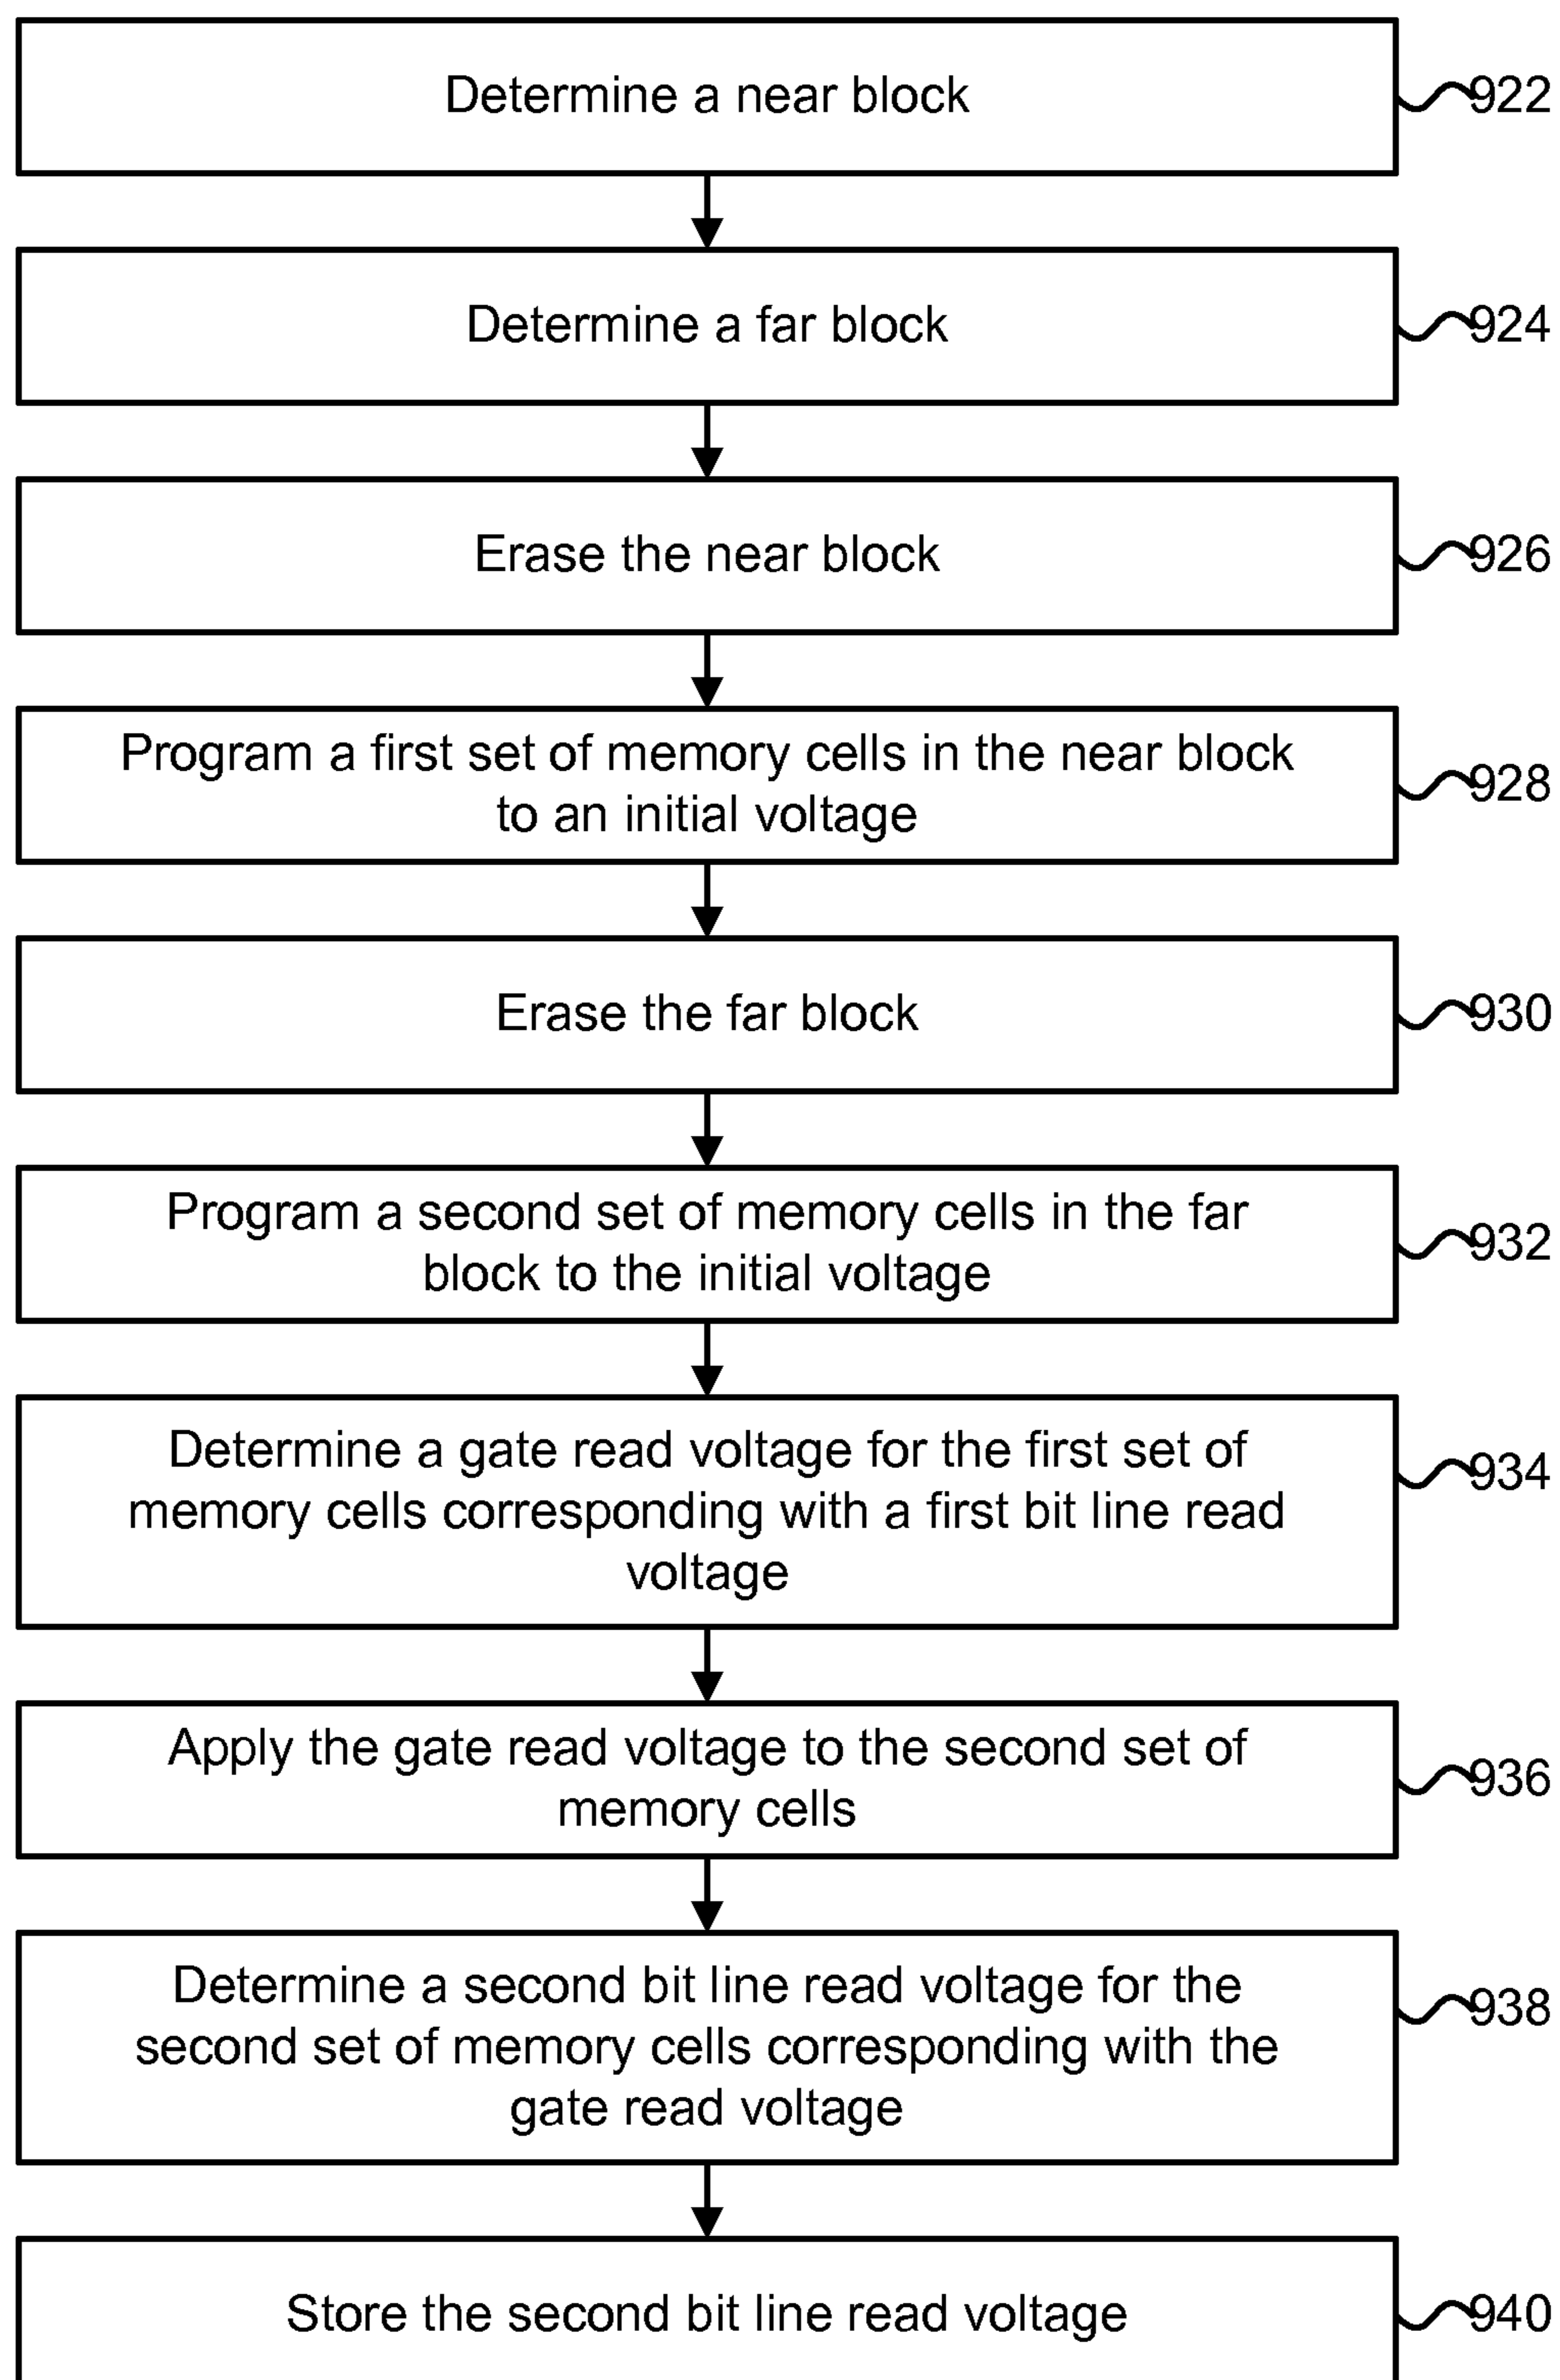 Determine a near block
922
Determine a far block
924
Erase the near block
926
Program a first set of memory cells in the near block
to an initial voltage
928
Erase the far block
930
Program a second set of memory cells in the far
block to the initial voltage
932
Determine a gate read voltage for the first set of
memory cells corresponding with a first bit line read
voltage
934
Apply the gate read voltage to the second set of
memory cells
936
Determine a second bit line read voltage for the
second set of memory cells corresponding with the
gate read voltage
938
Store the second bit line read voltage
940